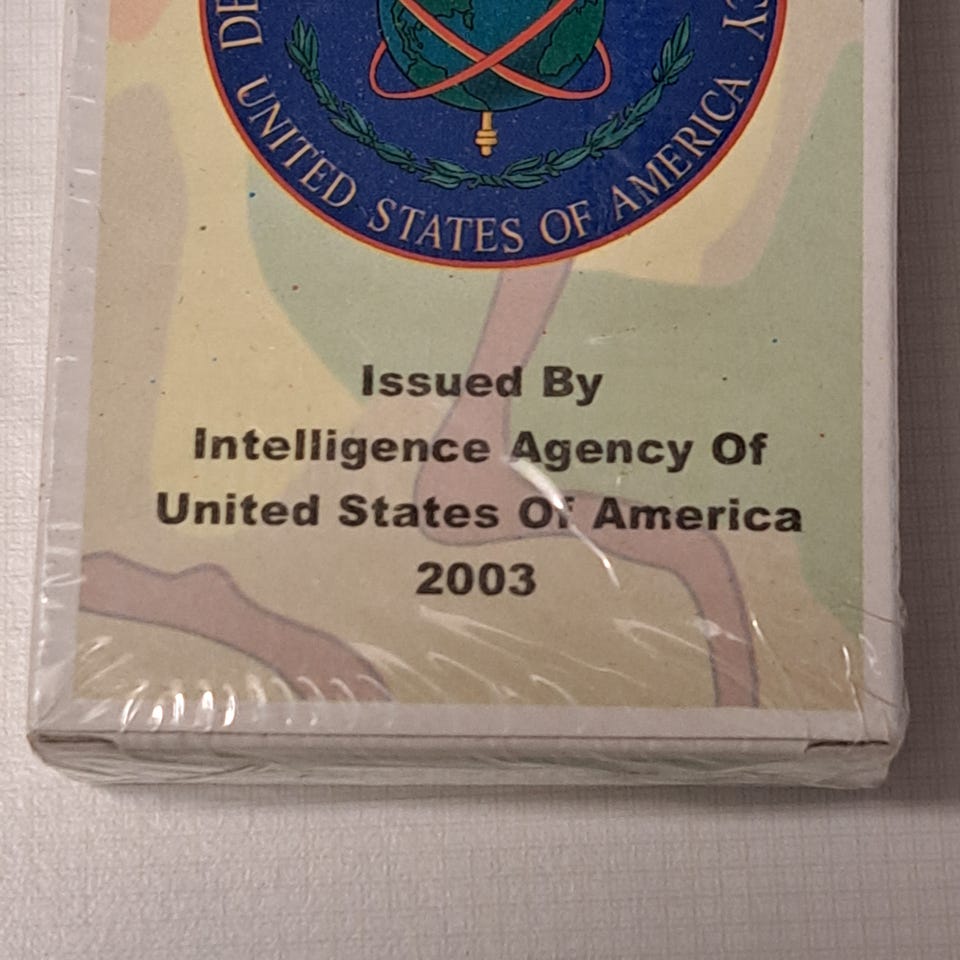 UNITED STATES OF AMERICA
Issued By
Intelligence Agency Of
United States Of America
2003